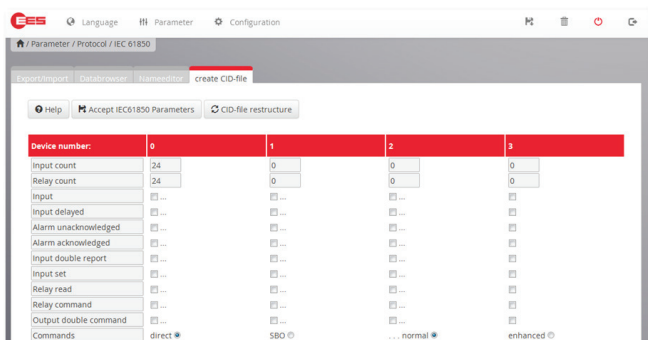 EES Language Parameter Configuration
/ Parameter / Protocol / IEC 61850
Export/Import Databrowser Nameeditor create CID-file
Help Accept IEC61850 Parameters CID-file restructure
Device number: 0 1 2 3
Input count 24 0 0 0
Relay count 24 0 0 0
Input ... ... ...
Input delayed ... ... ...
Alarm unacknowledged ... ... ...
Alarm acknowledged ... ... ...
Input double report ... ... ...
Input set ... ... ...
Relay read ... ... ...
Relay command ... ... ...
Output double command ... ... ...
Commands direct SBO . . . normal enhanced